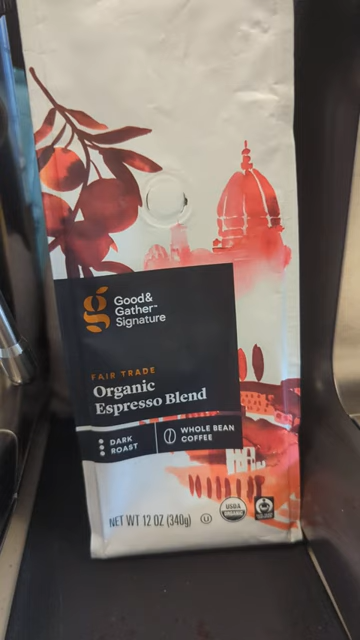 Good&
Gather™
Signature
FAIR TRADE
Organic
Espresso Blend
DARK
ROAST
WHOLE BEAN
COFFEE
NET WT 12 OZ (340g)
USDA
ORGANIC